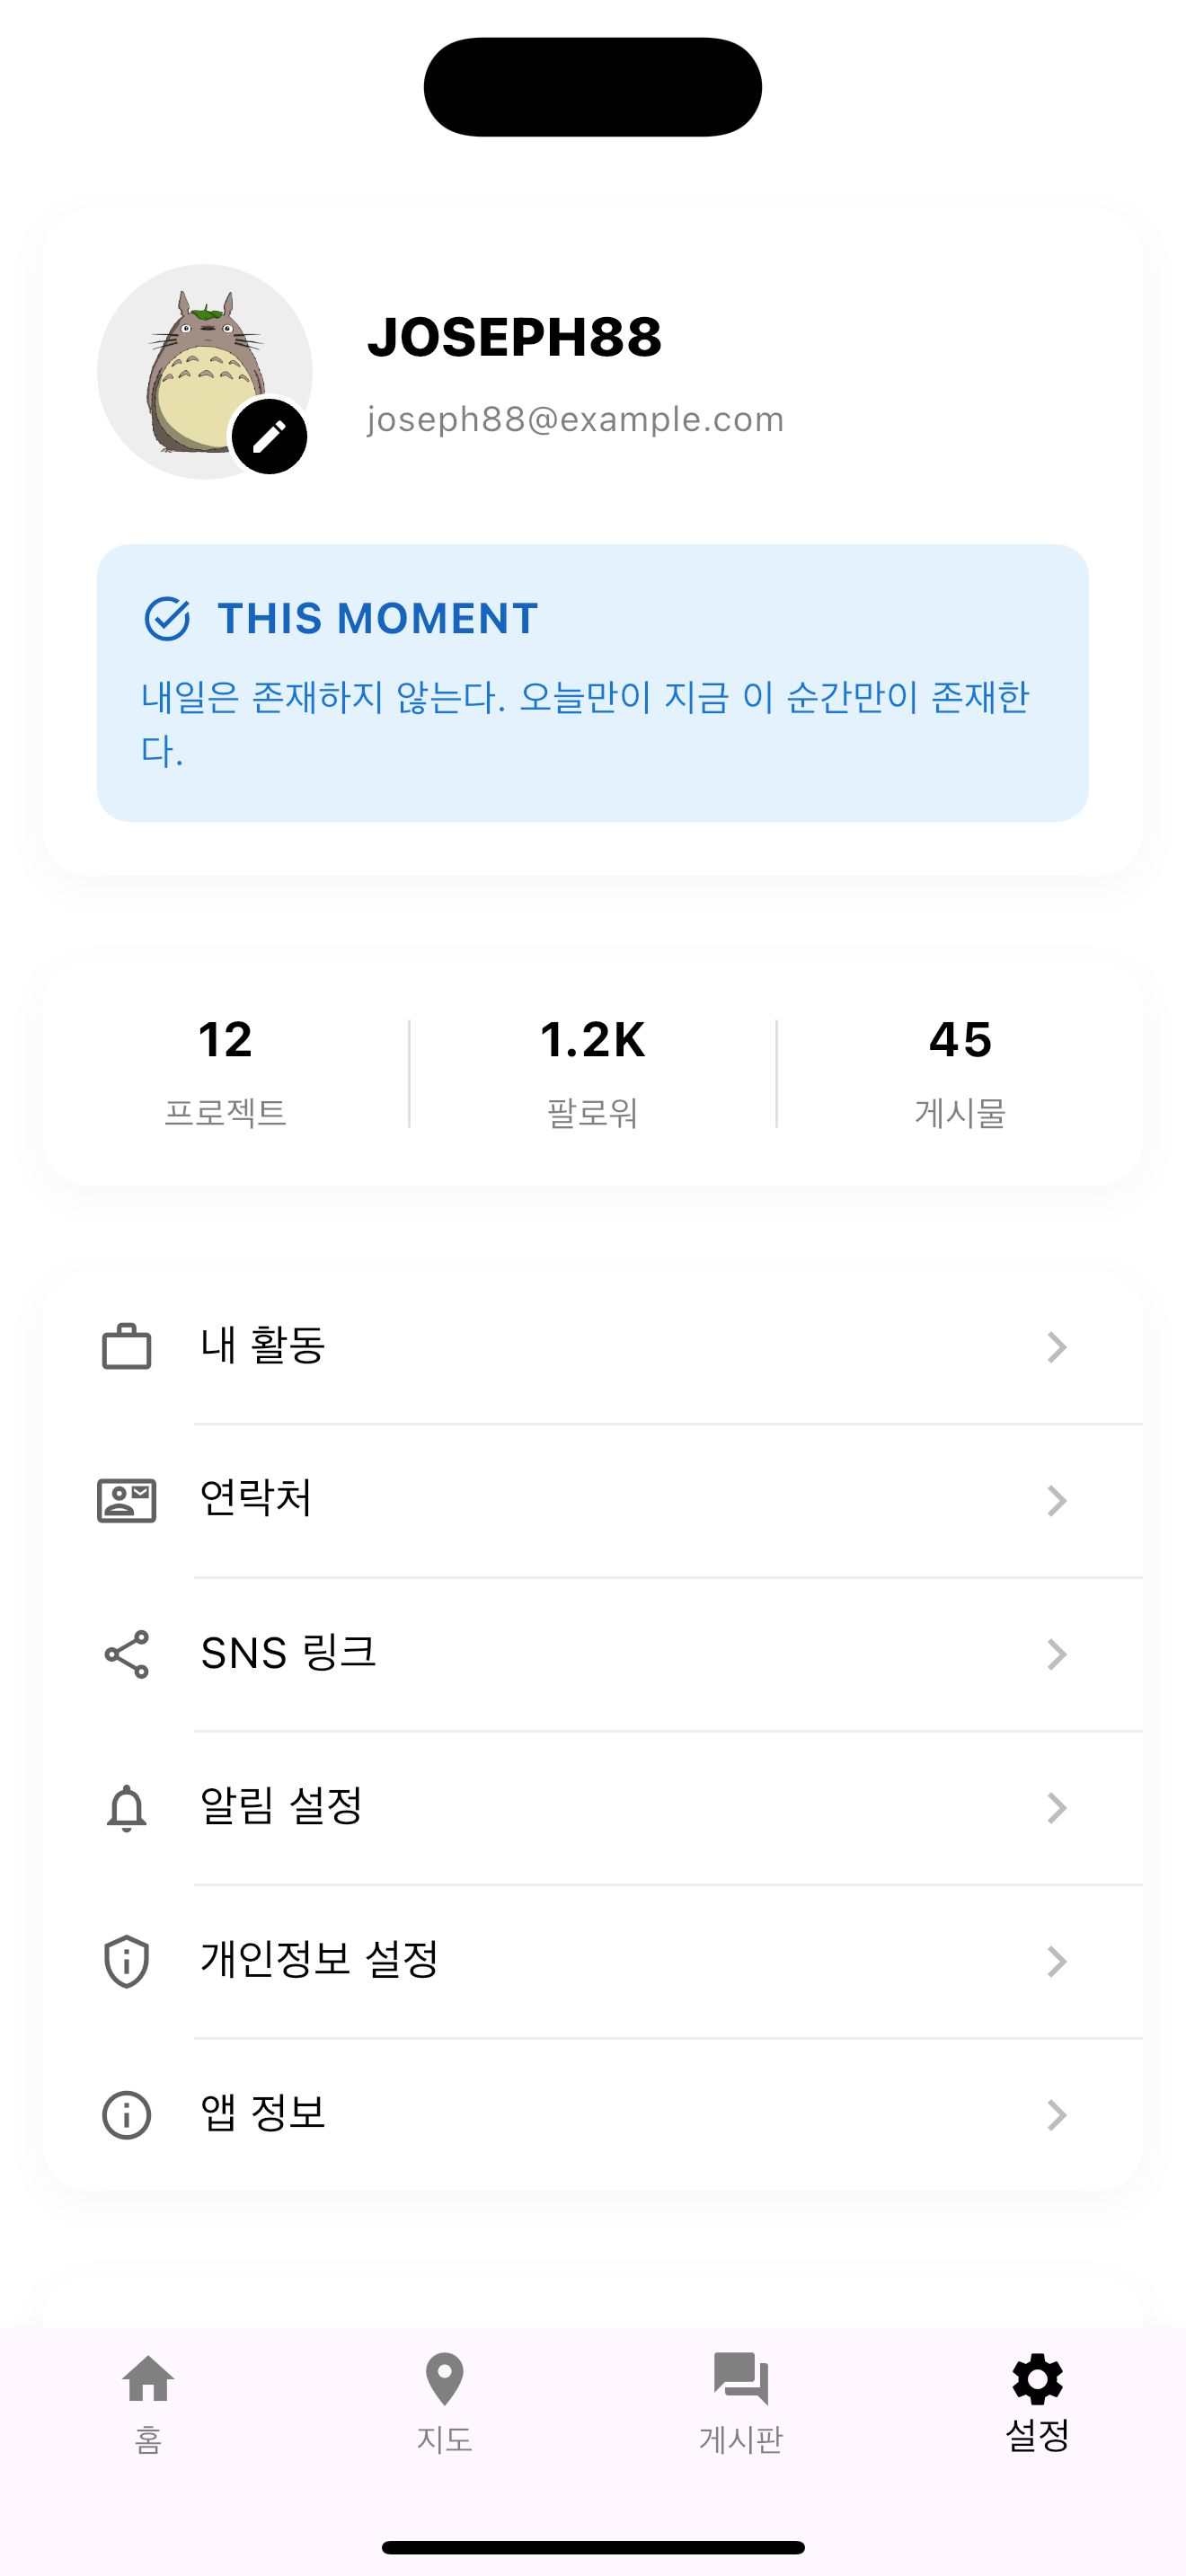 JOSEPH88
joseph88@example.com
THIS MOMENT
내일은 존재하지 않는다. 오늘만이 지금 이 순간만이 존재한
다.
12
프로젝트
1.2K
팔로워
45
게시물
내 활동
연락처
SNS 링크
알림 설정
개인정보 설정
앱 정보
홈
지도
게시판
설정